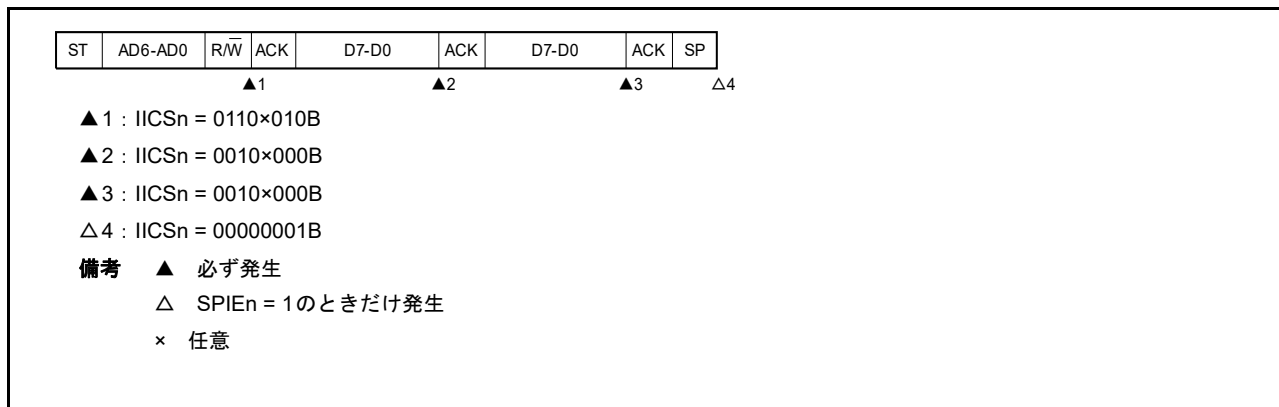 ST AD6-AD0 R/W̅ ACK D7-D0 ACK D7-D0 ACK SP
▲1 ▲2 ▲3 △4
▲1：IICSn = 0110×010B
▲2：IICSn = 0010×000B
▲3：IICSn = 0010×000B
△4：IICSn = 00000001B
備考 ▲ 必ず発生
△ SPIEn = 1のときだけ発生
× 任意